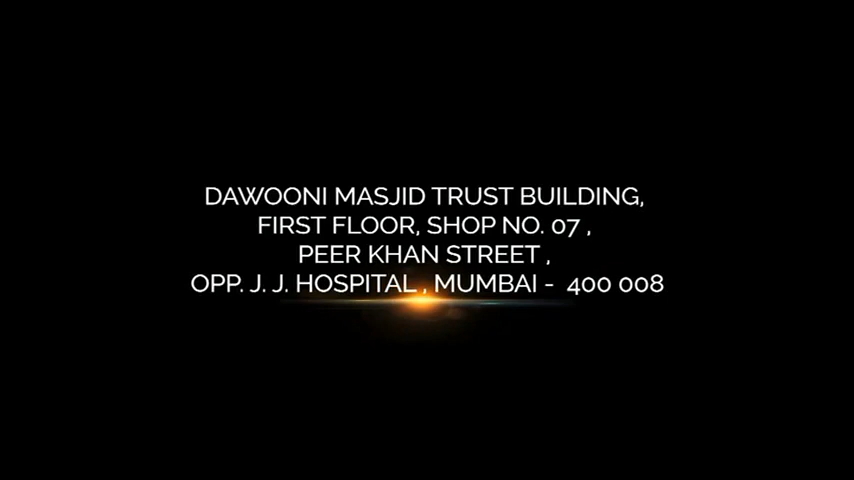 DAWOONI MASJID TRUST BUILDING,
FIRST FLOOR, SHOP NO. 07 ,
PEER KHAN STREET ,
OPP. J. J. HOSPITAL , MUMBAI -  400 008